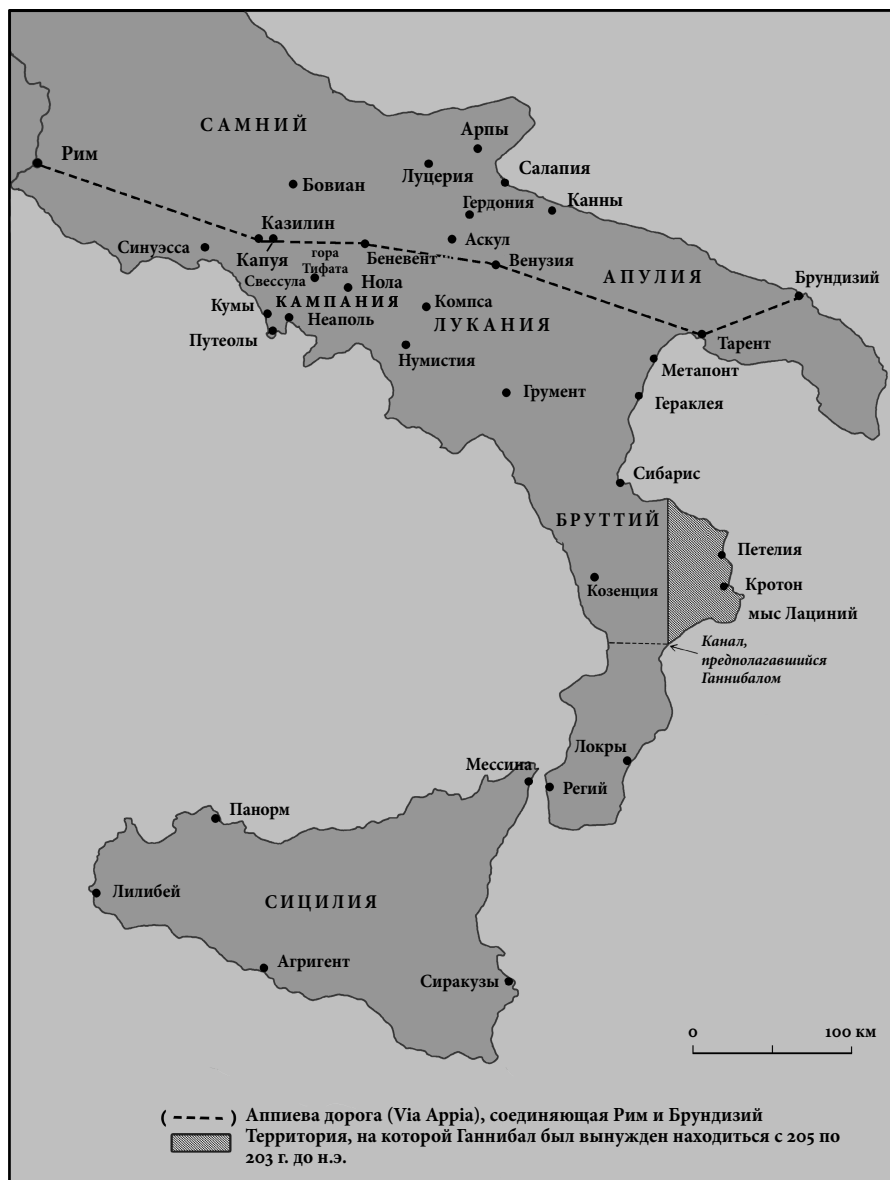 САМНИЙ
Арпы
Рим
Луцерия
Салапия
Бовиан
Гердония
Канны
Казилин
Синуэсса
Капуя
гора
Тифата
Беневент
Аскул
Венузия
АПУЛИЯ
Брундизий
Свессула
Нола
КАМПАНИЯ
Компса
Кумы
Неаполь
ЛУКАНИЯ
Путеолы
Тарент
Нумистия
Метапонт
Грумент
Гераклея
Сибарис
БРУТТИЙ
Петелия
Козенция
Кротон
мыс Лациний
Канал,
предполагавшийся
Ганнибалом
Локры
Мессина
Регий
Панорм
Лилибей
СИЦИЛИЯ
Агригент
Сиракузы
0 100 км
Аппиева дорога (Via Appia), соединяющая Рим и Брундизий
Территория, на которой Ганнибал был вынужден находиться с 205 по
203 г. до н.э.